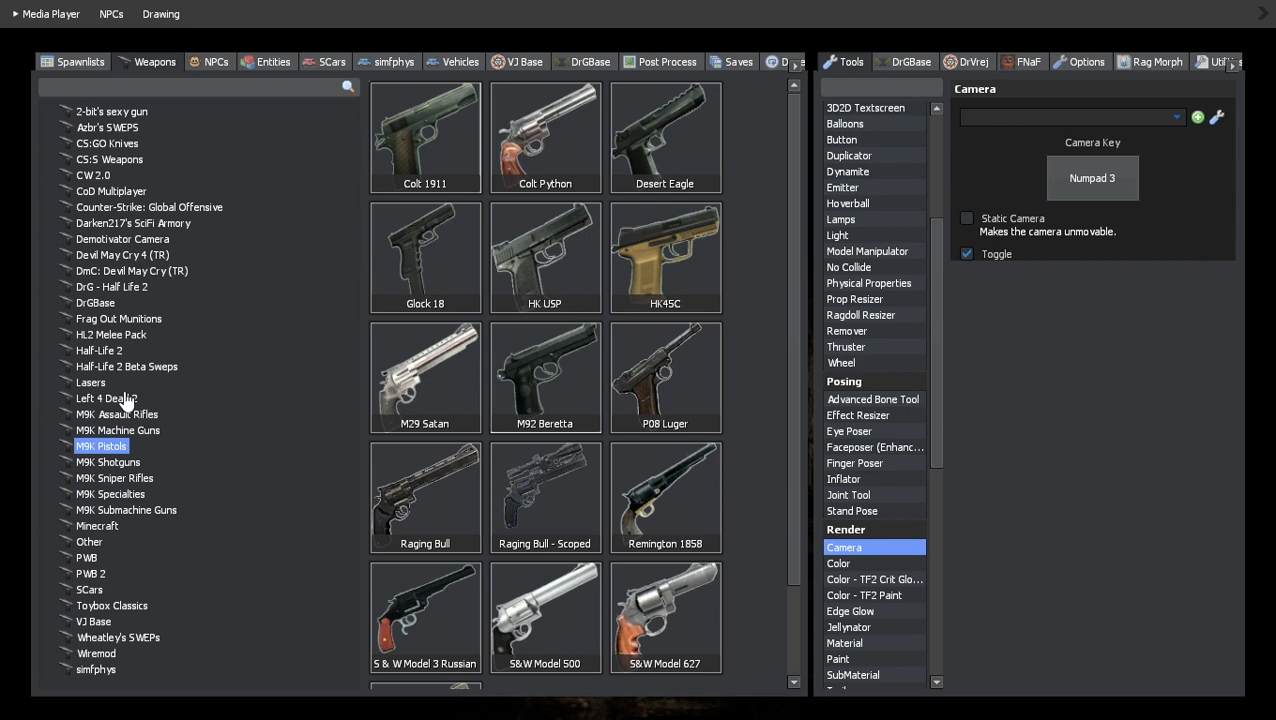 Media Player NPCs Drawing
Spawnlists Weapons NPCs Entities SCars simfphys Vehicles VJ Base DrGBase Post Process Saves
Tools DrGBase DrVrej FNaF Options Rag Morph
2-bit's sexy gun
Azbr's SWEPS
CS:GO Knives
CS:S Weapons
CW 2.0
CoD Multiplayer
Counter-Strike: Global Offensive
Darken217's SciFi Armory
Demotivator Camera
Devil May Cry 4 (TR)
DmC: Devil May Cry (TR)
DrG - Half Life 2
DrGBase
Frag Out Munitions
HL2 Melee Pack
Half-Life 2
Half-Life 2 Beta Sweps
Lasers
Left 4 Dead 2
M9K Assault Rifles
M9K Machine Guns
M9K Pistols
M9K Shotguns
M9K Sniper Rifles
M9K Specialties
M9K Submachine Guns
Minecraft
Other
PWB
PWB 2
SCars
Toybox Classics
VJ Base
Wheatley's SWEPs
Wiremod
simfphys
Colt 1911 Colt Python Desert Eagle
Glock 18 HK USP HK45C
M29 Satan M92 Beretta P08 Luger
Raging Bull Raging Bull - Scoped Remington 1858
S & W Model 3 Russian S&W Model 500 S&W Model 627
3D2D Textscreen
Balloons
Button
Duplicator
Dynamite
Emitter
Hoverball
Lamps
Light
Model Manipulator
No Collide
Physical Properties
Prop Resizer
Ragdoll Resizer
Remover
Thruster
Wheel
Posing
Advanced Bone Tool
Effect Resizer
Eye Poser
Faceposer (Enhanc...
Finger Poser
Inflator
Joint Tool
Stand Pose
Render
Camera
Color
Color - TF2 Crit Glo...
Color - TF2 Paint
Edge Glow
Jellynator
Material
Paint
SubMaterial
Camera
Camera Key
Numpad 3
Static Camera
Makes the camera unmovable.
Toggle